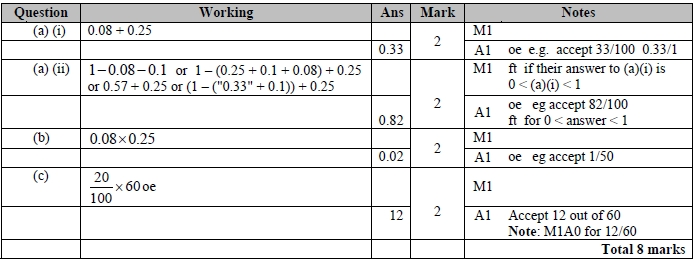 Question Working Ans Mark Notes
(a) (i) 0.08 + 0.25 2 M1
0.33 A1 oe e.g. accept 33/100 0.33/1
(a) (ii) 1–0.08–0.1 or 1 – (0.25 + 0.1 + 0.08) + 0.25 2 M1 ft if their answer to (a)(i) is
or 0.57 + 0.25 or (1 – ("0.33" + 0.1)) + 0.25 0 < (a)(i) < 1
0.82 A1 oe eg accept 82/100
ft for 0 < answer < 1
(b) 0.08×0.25 2 M1
0.02 A1 oe eg accept 1/50
(c) 20/100 × 60 oe 2 M1
12 A1 Accept 12 out of 60
Note: M1A0 for 12/60
Total 8 marks